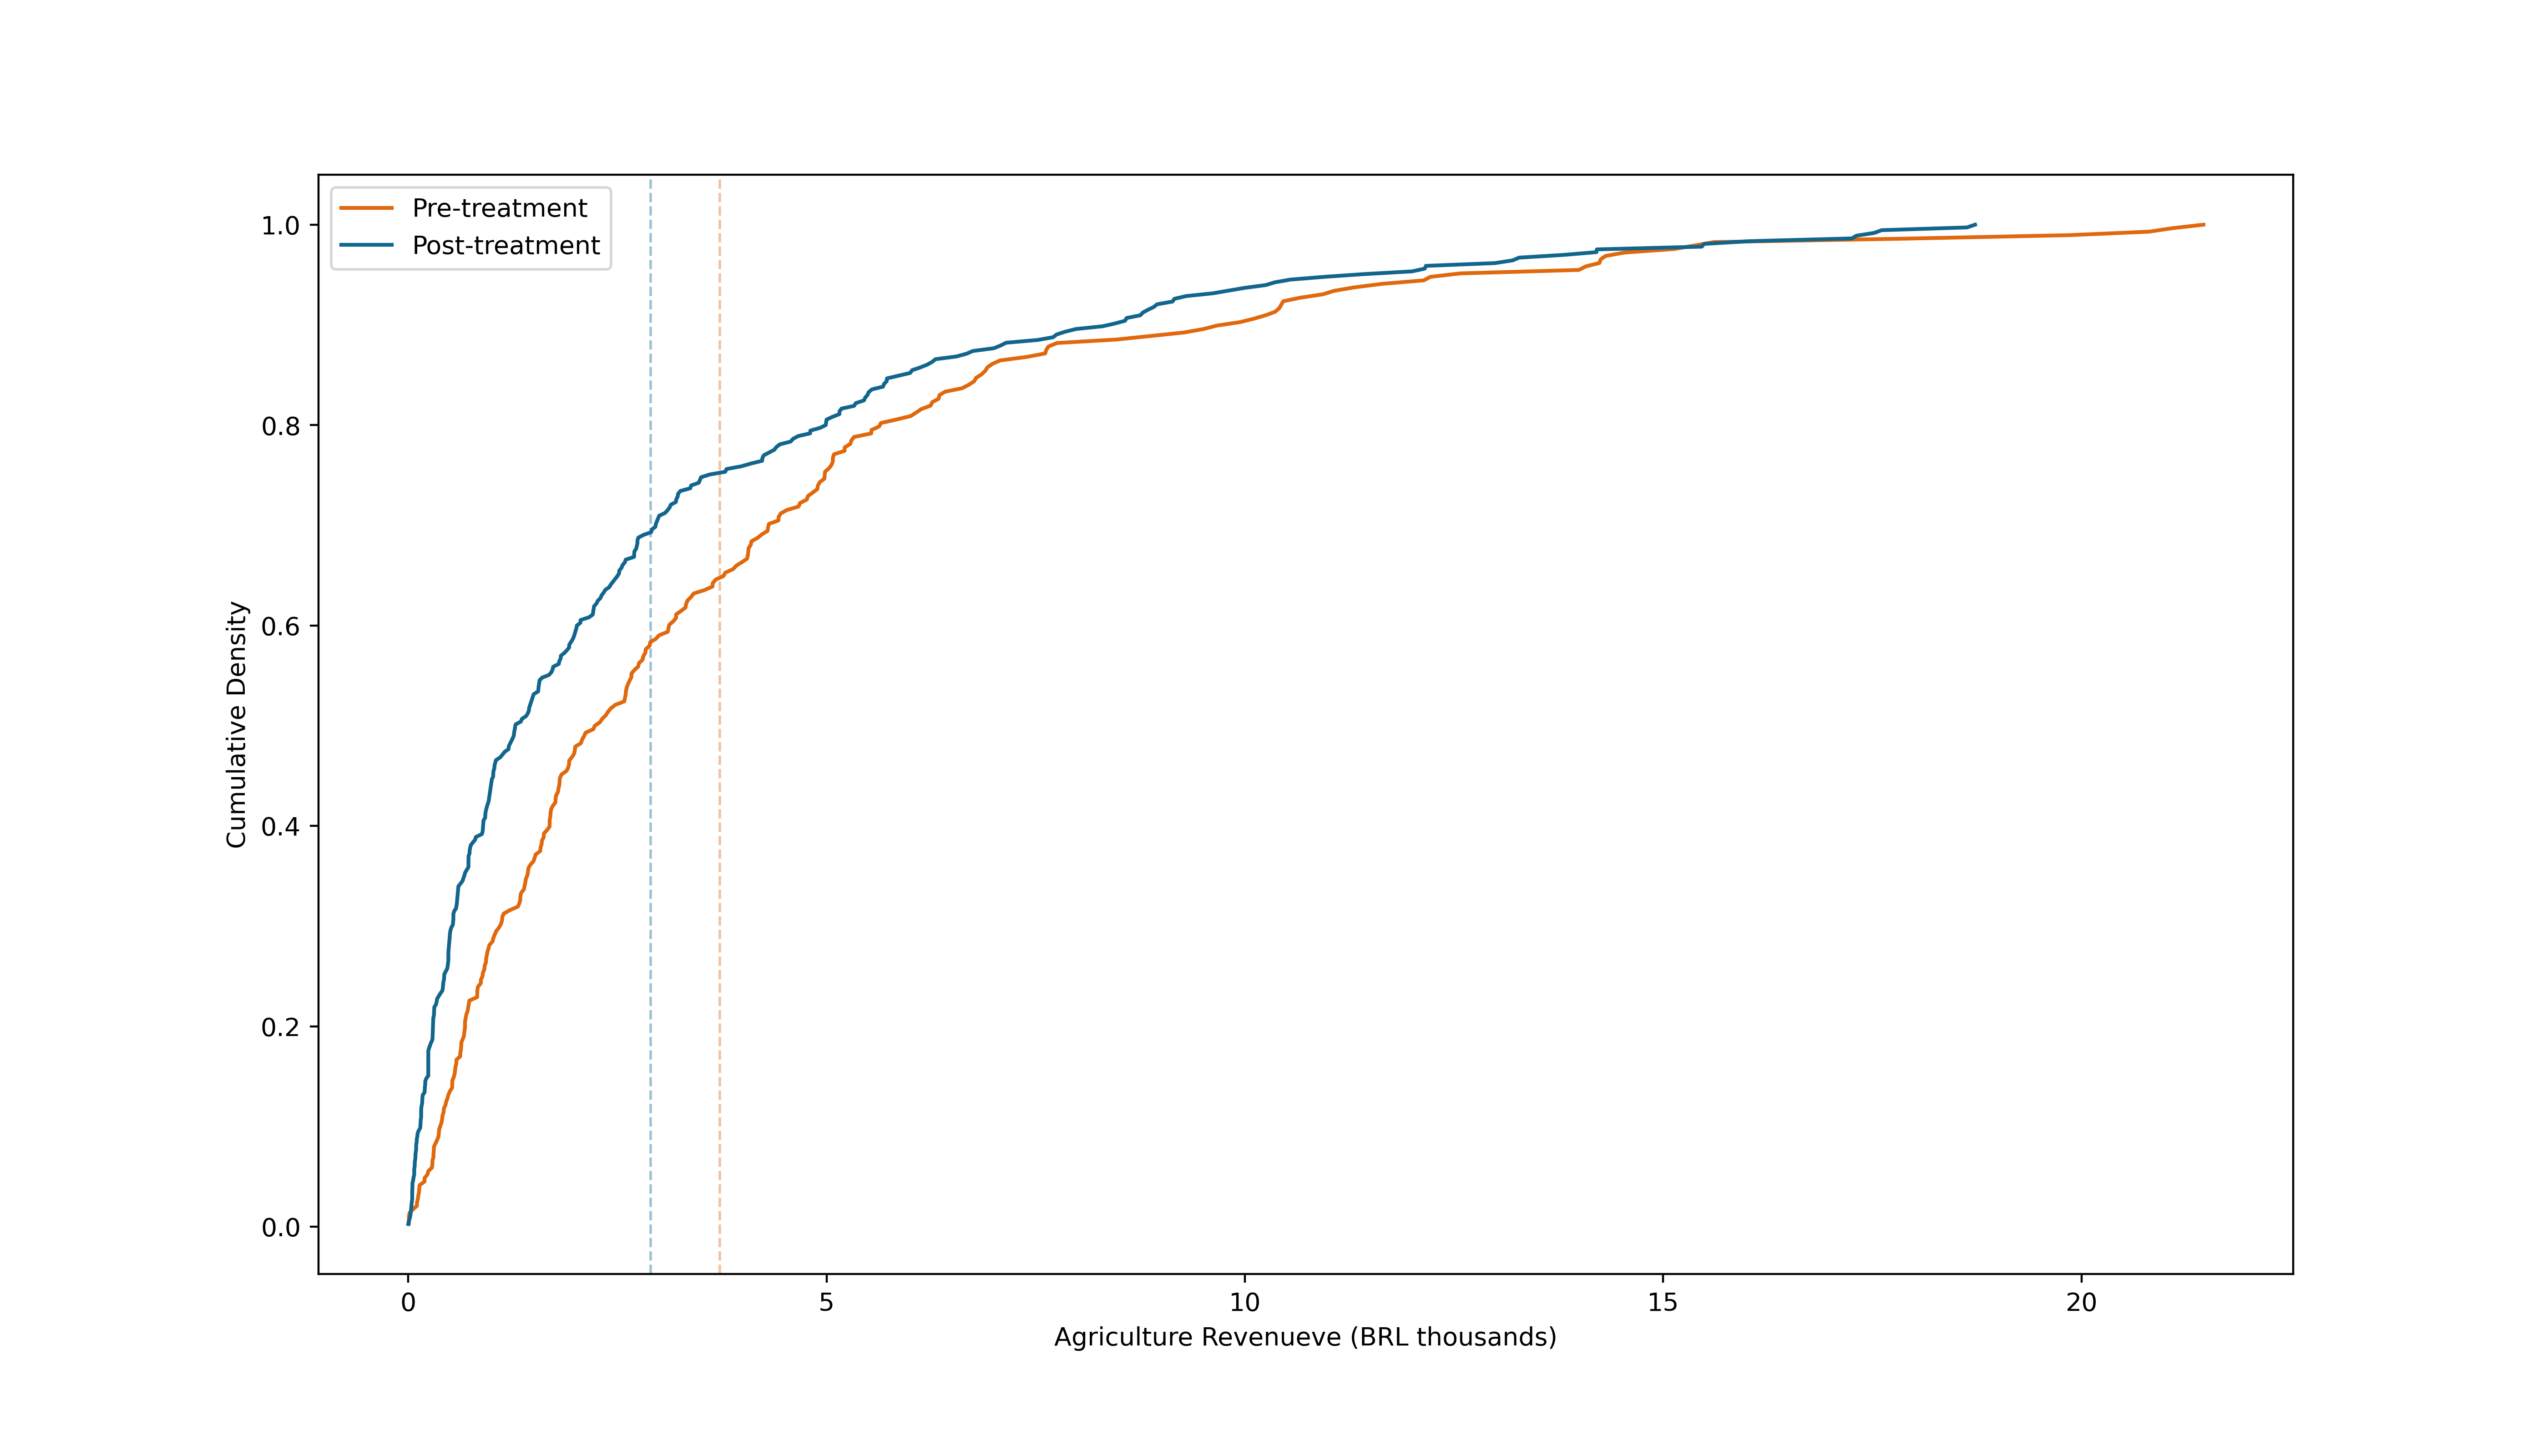 Pre-treatment
Post-treatment
1.0
0.8
0.6
0.4
0.2
0.0
Cumulative Density
0 5 10 15 20
Agriculture Revenueve (BRL thousands)